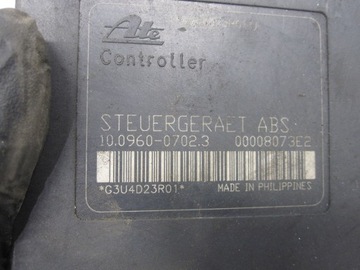 Ate
Controller
STEUERGERAET ABS
10.0960-0702.3 00008073E2
*G3U4D23R01* MADE IN PHILIPPINES